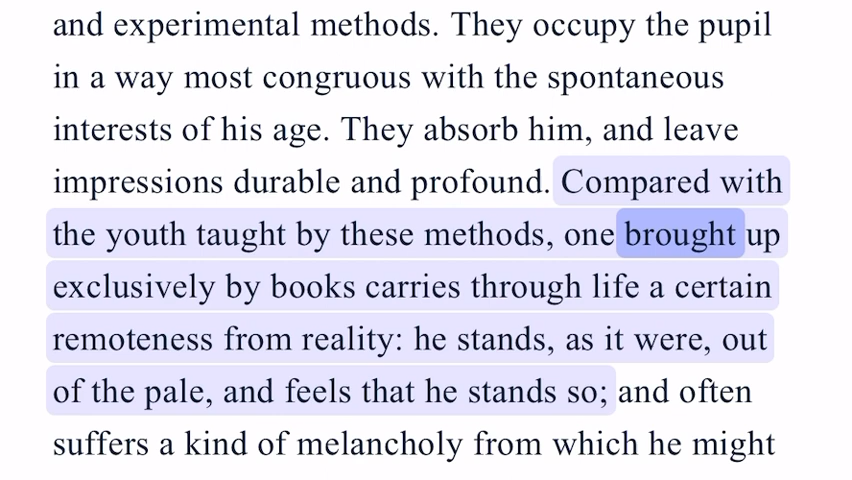 and experimental methods. They occupy the pupil
in a way most congruous with the spontaneous
interests of his age. They absorb him, and leave
impressions durable and profound. Compared with
the youth taught by these methods, one brought up
exclusively by books carries through life a certain
remoteness from reality: he stands, as it were, out
of the pale, and feels that he stands so; and often
suffers a kind of melancholy from which he might